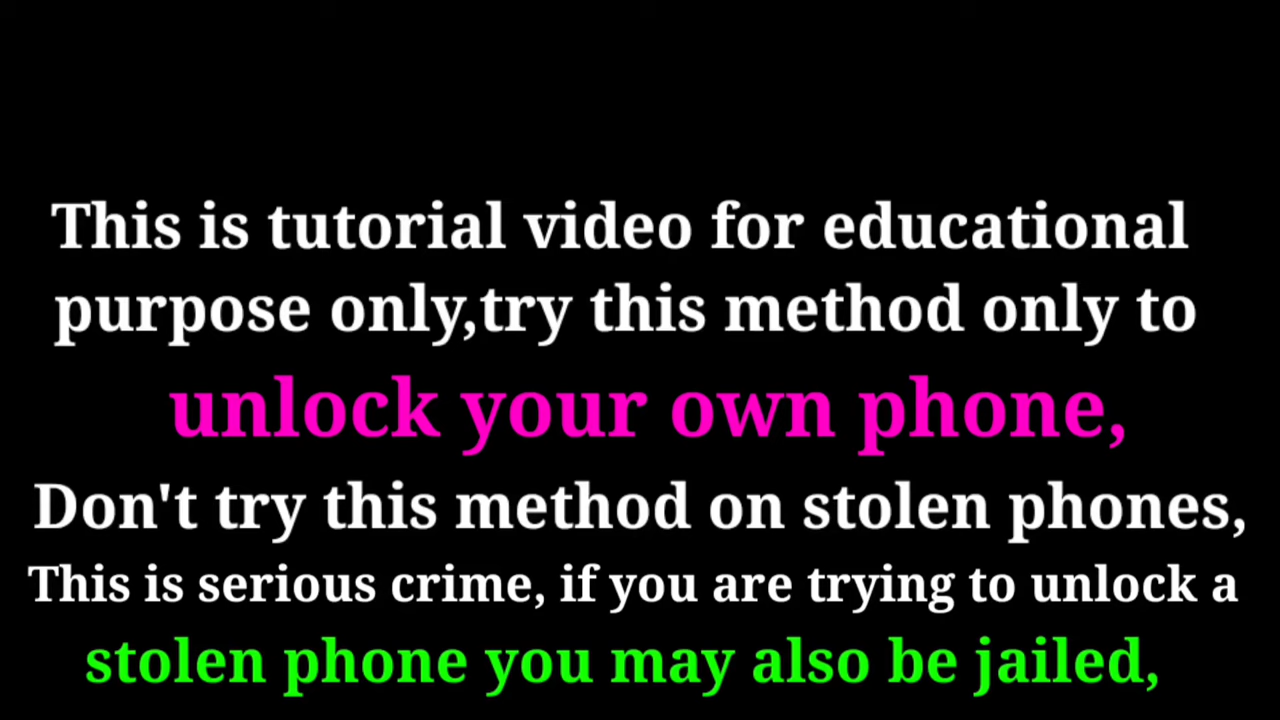 This is tutorial video for educational
purpose only,try this method only to
unlock your own phone,
Don't try this method on stolen phones,
This is serious crime, if you are trying to unlock a
stolen phone you may also be jailed,